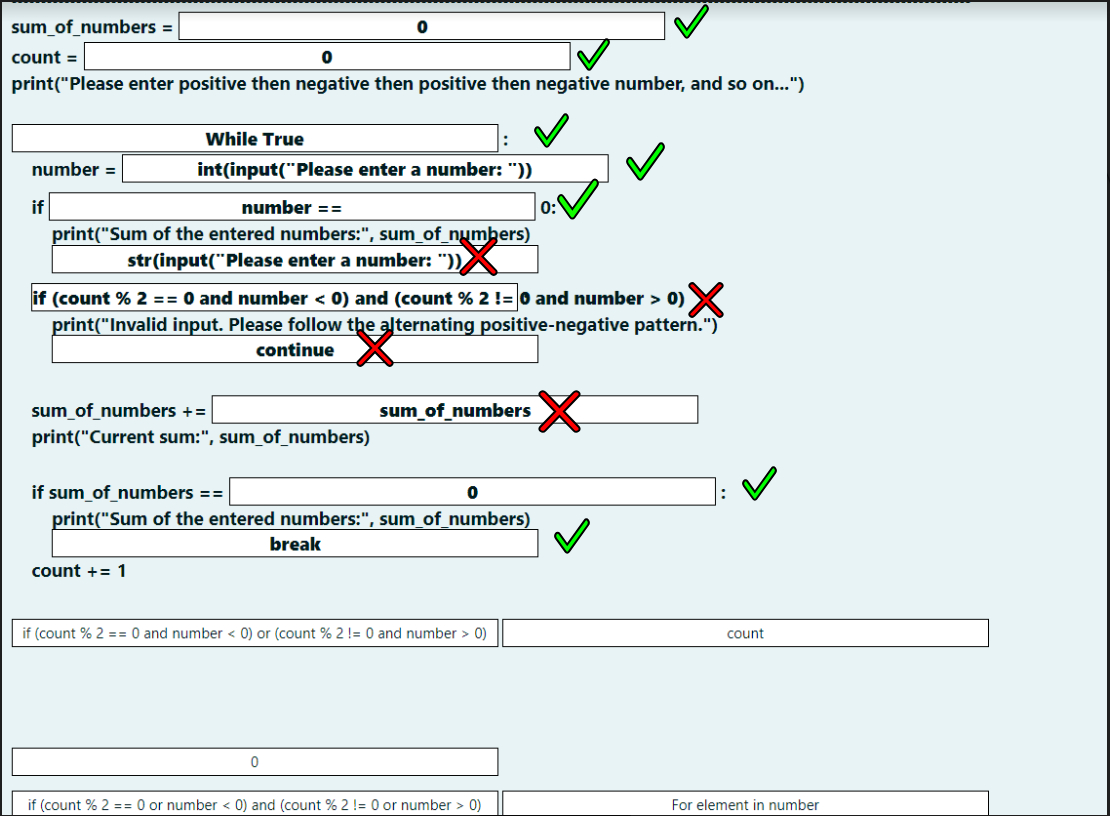 sum_of_numbers = 0
count = 0
print("Please enter positive then negative then positive then negative number, and so on...")
While True :
number = int(input("Please enter a number: "))
if number == 0:
print("Sum of the entered numbers:", sum_of_numbers)
str(input("Please enter a number: "))
if (count % 2 == 0 and number < 0) and (count % 2 != 0 and number > 0)
print("Invalid input. Please follow the alternating positive-negative pattern.")
continue
sum_of_numbers += sum_of_numbers
print("Current sum:", sum_of_numbers)
if sum_of_numbers == 0 :
print("Sum of the entered numbers:", sum_of_numbers)
break
count += 1
if (count % 2 == 0 and number < 0) or (count % 2 != 0 and number > 0) count
0
if (count % 2 == 0 or number < 0) and (count % 2 != 0 or number > 0) For element in number